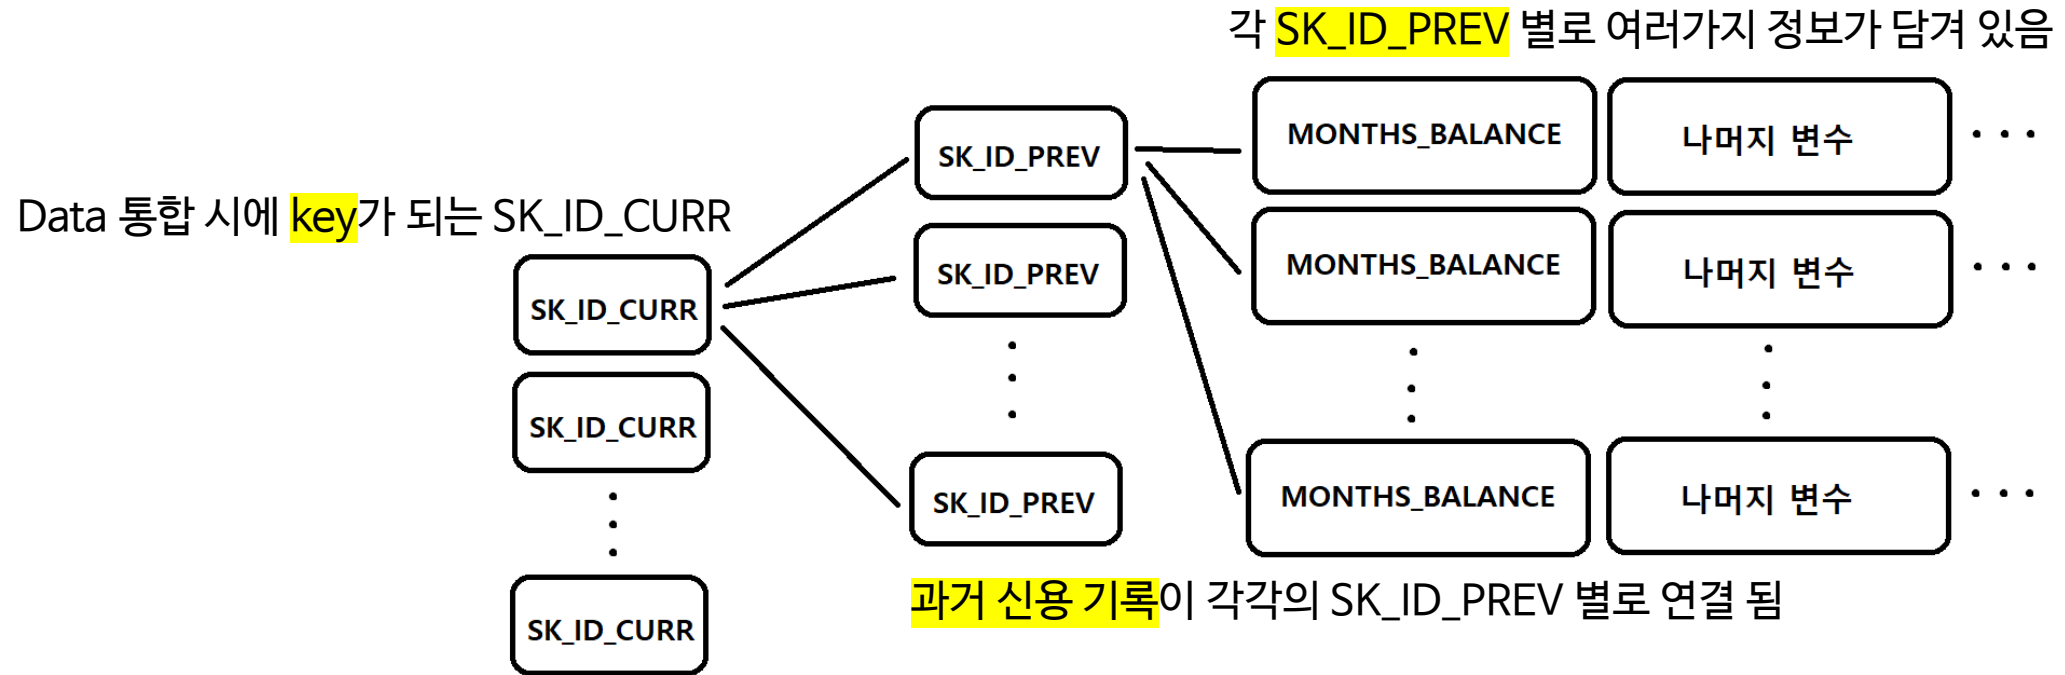 각 SK_ID_PREV 별로 여러가지 정보가 담겨 있음
Data 통합 시에 key가 되는 SK_ID_CURR
SK_ID_CURR
SK_ID_CURR
SK_ID_CURR
SK_ID_PREV
SK_ID_PREV
SK_ID_PREV
MONTHS_BALANCE 나머지 변수 ...
MONTHS_BALANCE 나머지 변수 ...
MONTHS_BALANCE 나머지 변수 ...
과거 신용 기록이 각각의 SK_ID_PREV 별로 연결 됨